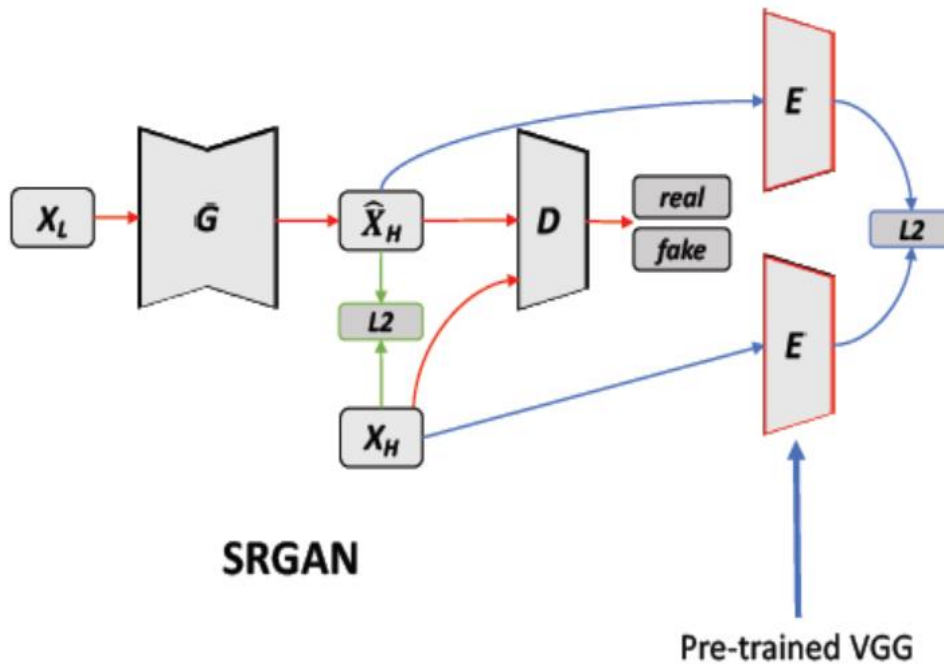 E
X_L
G
X̂_H
D
real
fake
L2
L2
E
X_H
SRGAN
Pre-trained VGG